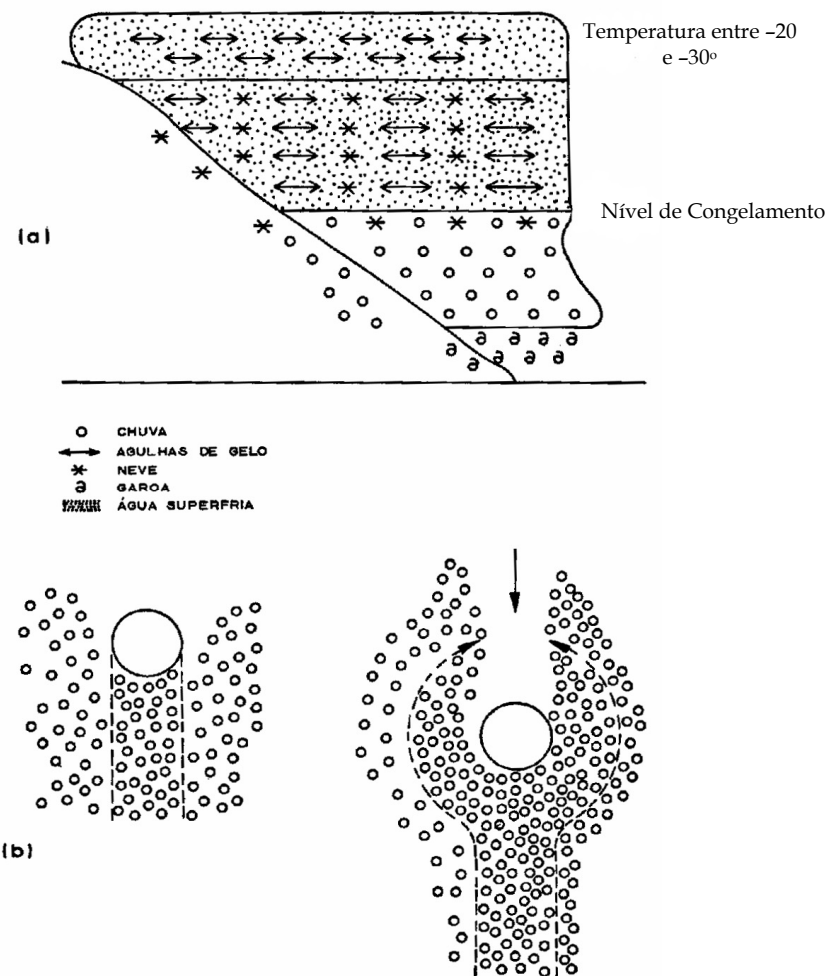 Temperatura entre –20
e –30º
Nível de Congelamento
(a)
CHUVA
AGULHAS DE GELO
NEVE
GAROA
ÁGUA SUPERFRIA
(b)